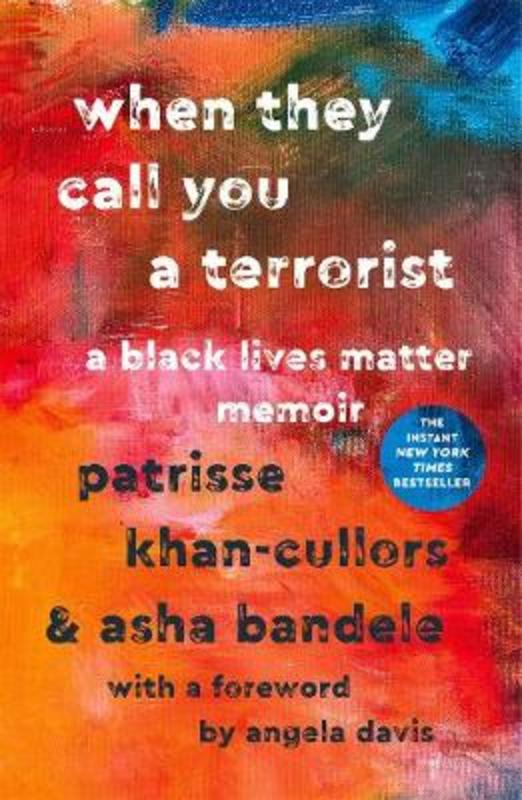 when they
call you
a terrorist
a black lives matter
memoir
THE
INSTANT
NEW YORK
TIMES
BESTSELLER
patrisse
khan-cullors
& asha bandele
with a foreword
by angela davis